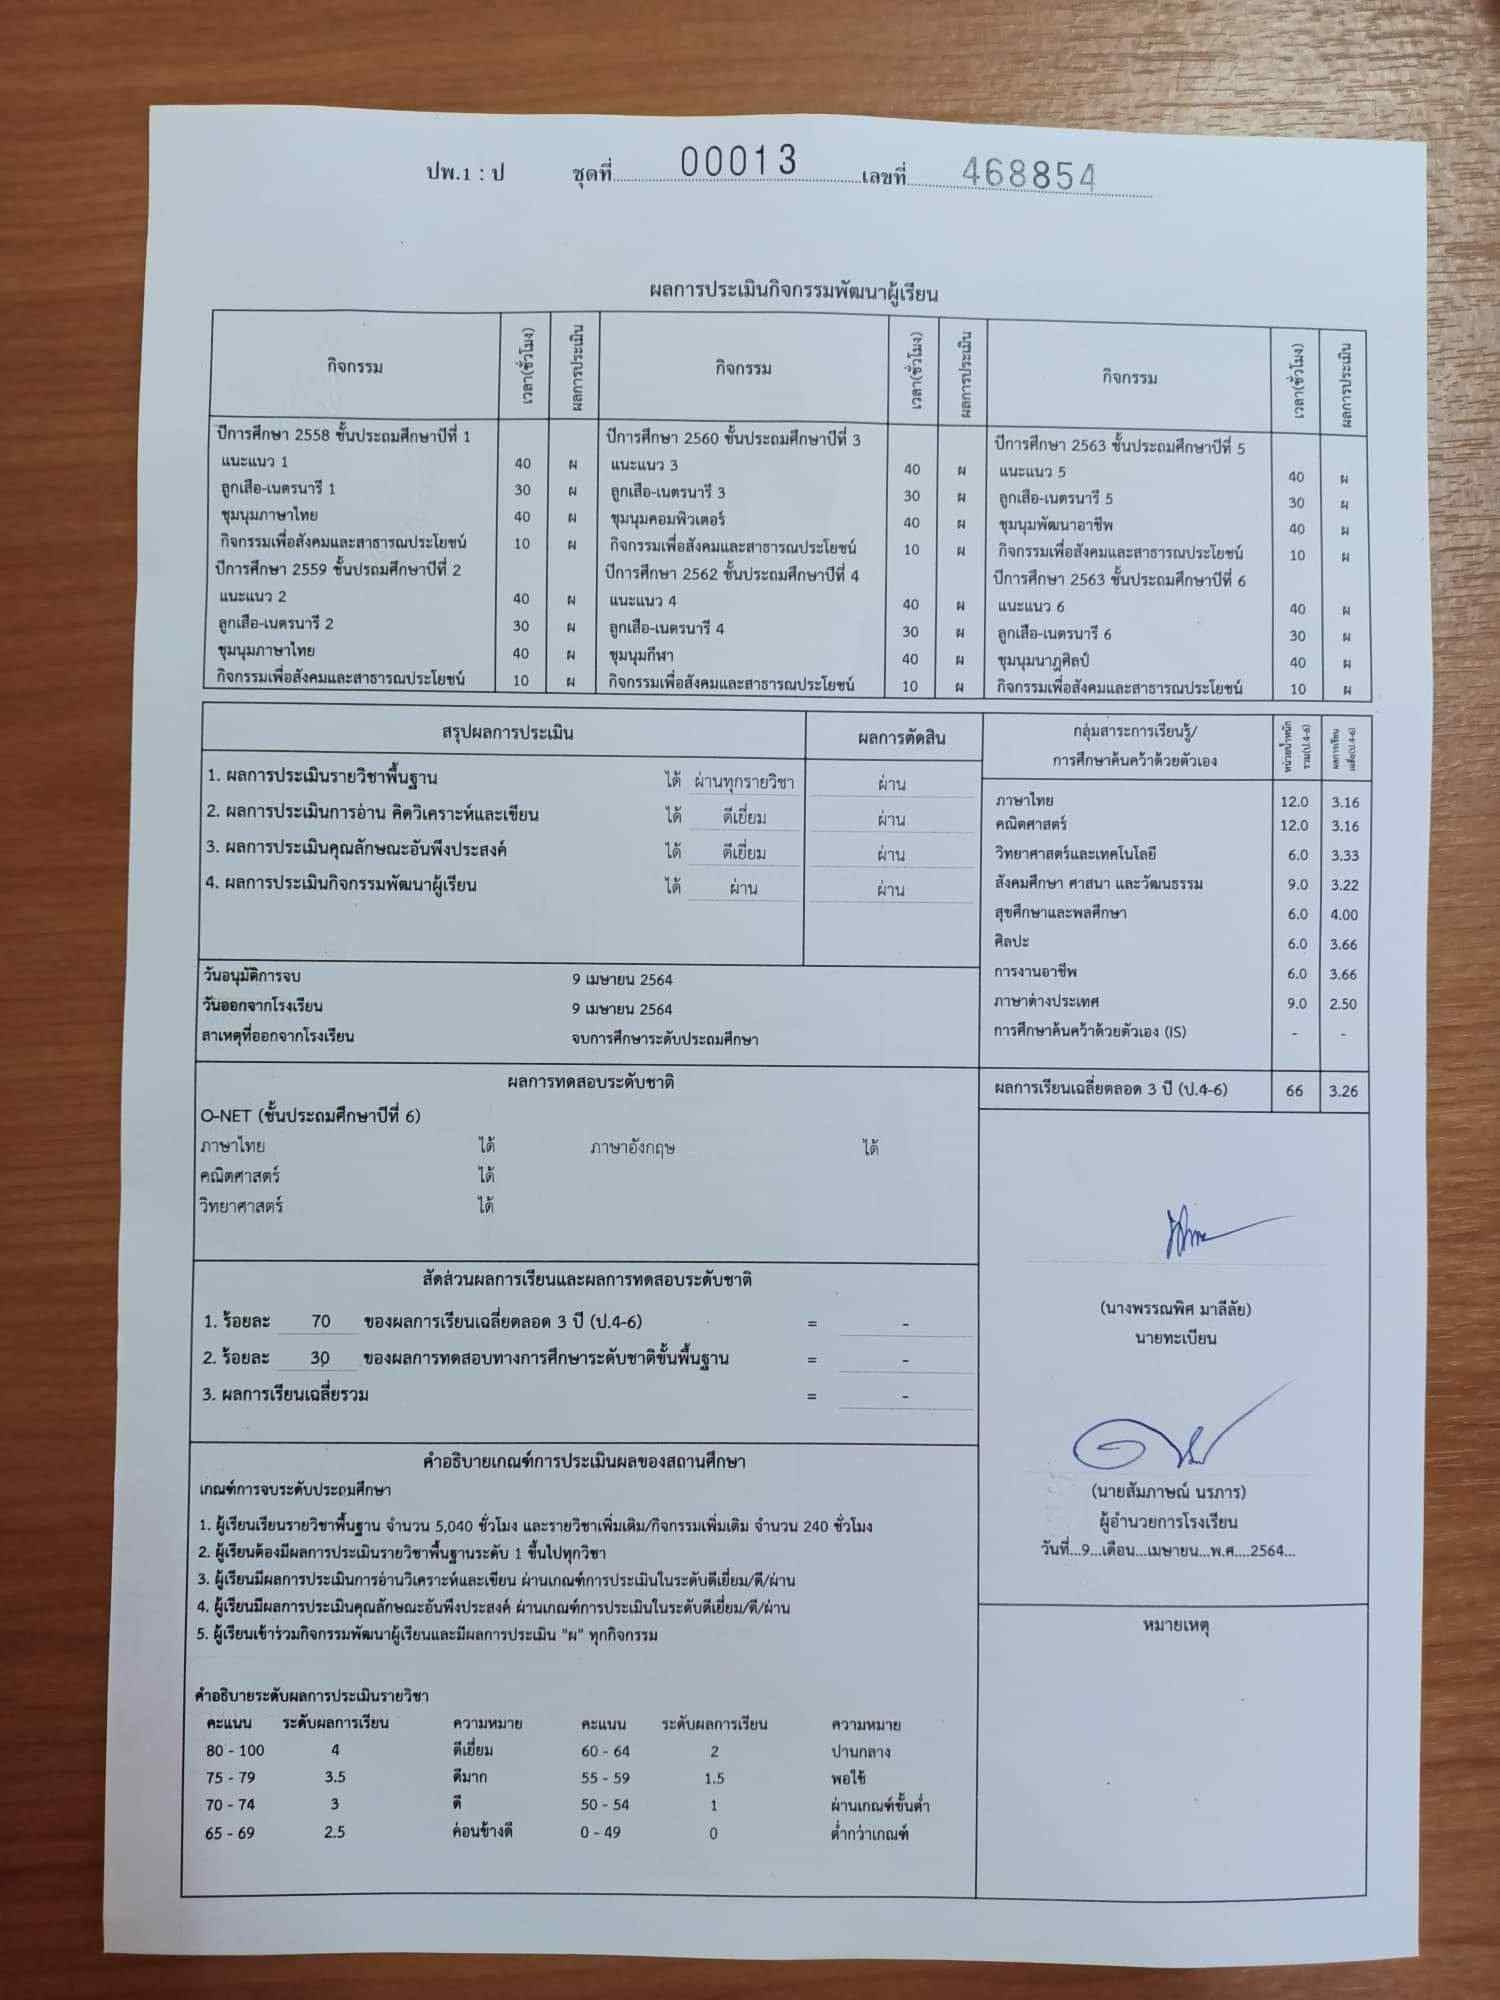 ปพ.1 : ป ชุดที่ 00013 เลขที่ 468854
ผลการประเมินกิจกรรมพัฒนาผู้เรียน
กิจกรรม เวลา(ชั่วโมง) ผลการประเมิน กิจกรรม เวลา(ชั่วโมง) ผลการประเมิน กิจกรรม เวลา(ชั่วโมง) ผลการประเมิน
ปีการศึกษา 2558 ชั้นประถมศึกษาปีที่ 1 ปีการศึกษา 2560 ชั้นประถมศึกษาปีที่ 3 ปีการศึกษา 2563 ชั้นประถมศึกษาปีที่ 5
แนะแนว 1 40 ผ แนะแนว 3 40 ผ แนะแนว 5 40 ผ
ลูกเสือ-เนตรนารี 1 30 ผ ลูกเสือ-เนตรนารี 3 30 ผ ลูกเสือ-เนตรนารี 5 30 ผ
ชุมนุมภาษาไทย 40 ผ ชุมนุมคอมพิวเตอร์ 40 ผ ชุมนุมพัฒนาอาชีพ 40 ผ
กิจกรรมเพื่อสังคมและสาธารณประโยชน์ 10 ผ กิจกรรมเพื่อสังคมและสาธารณประโยชน์ 10 ผ กิจกรรมเพื่อสังคมและสาธารณประโยชน์ 10 ผ
ปีการศึกษา 2559 ชั้นปรถมศึกษาปีที่ 2 ปีการศึกษา 2562 ชั้นประถมศึกษาปีที่ 4 ปีการศึกษา 2563 ชั้นประถมศึกษาปีที่ 6
แนะแนว 2 40 ผ แนะแนว 4 40 ผ แนะแนว 6 40 ผ
ลูกเสือ-เนตรนารี 2 30 ผ ลูกเสือ-เนตรนารี 4 30 ผ ลูกเสือ-เนตรนารี 6 30 ผ
ชุมนุมภาษาไทย 40 ผ ชุมนุมกีฬา 40 ผ ชุมนุมนาฎศิลป์ 40 ผ
กิจกรรมเพื่อสังคมและสาธารณประโยชน์ 10 ผ กิจกรรมเพื่อสังคมและสาธารณประโยชน์ 10 ผ กิจกรรมเพื่อสังคมและสาธารณประโยชน์ 10 ผ
สรุปผลการประเมิน ผลการตัดสิน
1. ผลการประเมินรายวิชาพื้นฐาน ได้ ผ่านทุกรายวิชา ผ่าน
2. ผลการประเมินการอ่าน คิดวิเคราะห์และเขียน ได้ ดีเยี่ยม ผ่าน
3. ผลการประเมินคุณลักษณะอันพึงประสงค์ ได้ ดีเยี่ยม ผ่าน
4. ผลการประเมินกิจกรรมพัฒนาผู้เรียน ได้ ผ่าน ผ่าน
วันอนุมัติการจบ 9 เมษายน 2564
วันออกจากโรงเรียน 9 เมษายน 2564
สาเหตุที่ออกจากโรงเรียน จบการศึกษาระดับประถมศึกษา
กลุ่มสาระการเรียนรู้/
การศึกษาค้นคว้าด้วยตัวเอง
หน่วยน้ำหนัก
รวม(ป.4-6)
ผลการเรียน
เฉลี่ย(ป.4-6)
ภาษาไทย 12.0 3.16
คณิตศาสตร์ 12.0 3.16
วิทยาศาสตร์และเทคโนโลยี 6.0 3.33
สังคมศึกษา ศาสนา และวัฒนธรรม 9.0 3.22
สุขศึกษาและพลศึกษา 6.0 4.00
ศิลปะ 6.0 3.66
การงานอาชีพ 6.0 3.66
ภาษาต่างประเทศ 9.0 2.50
การศึกษาค้นคว้าด้วยตัวเอง (IS) - -
ผลการเรียนเฉลี่ยตลอด 3 ปี (ป.4-6) 66 3.26
ผลการทดสอบระดับชาติ
O-NET (ชั้นประถมศึกษาปีที่ 6)
ภาษาไทย ได้ ภาษาอังกฤษ ได้
คณิตศาสตร์ ได้
วิทยาศาสตร์ ได้
สัดส่วนผลการเรียนและผลการทดสอบระดับชาติ
1. ร้อยละ 70 ของผลการเรียนเฉลี่ยตลอด 3 ปี (ป.4-6) = -
2. ร้อยละ 30 ของผลการทดสอบทางการศึกษาระดับชาติขั้นพื้นฐาน = -
3. ผลการเรียนเฉลี่ยรวม = -
(นางพรรณพิศ มาลีลัย)
นายทะเบียน
(นายสัมภาษณ์ นรภาร)
ผู้อำนวยการโรงเรียน
วันที่...9...เดือน...เมษายน...พ.ศ....2564...
หมายเหตุ
คำอธิบายเกณฑ์การประเมินผลของสถานศึกษา
เกณฑ์การจบระดับประถมศึกษา
1. ผู้เรียนเรียนรายวิชาพื้นฐาน จำนวน 5,040 ชั่วโมง และรายวิชาเพิ่มเติม/กิจกรรมเพิ่มเติม จำนวน 240 ชั่วโมง
2. ผู้เรียนต้องมีผลการประเมินรายวิชาพื้นฐานระดับ 1 ขึ้นไปทุกวิชา
3. ผู้เรียนมีผลการประเมินการอ่านวิเคราะห์และเขียน ผ่านเกณฑ์การประเมินในระดับดีเยี่ยม/ดี/ผ่าน
4. ผู้เรียนมีผลการประเมินคุณลักษณะอันพึงประสงค์ ผ่านเกณฑ์การประเมินในระดับดีเยี่ยม/ดี/ผ่าน
5. ผู้เรียนเข้าร่วมกิจกรรมพัฒนาผู้เรียนและมีผลการประเมิน "ผ" ทุกกิจกรรม
คำอธิบายระดับผลการประเมินรายวิชา
คะแนน ระดับผลการเรียน ความหมาย คะแนน ระดับผลการเรียน ความหมาย
80 - 100 4 ดีเยี่ยม 60 - 64 2 ปานกลาง
75 - 79 3.5 ดีมาก 55 - 59 1.5 พอใช้
70 - 74 3 ดี 50 - 54 1 ผ่านเกณฑ์ขั้นต่ำ
65 - 69 2.5 ค่อนข้างดี 0 - 49 0 ต่ำกว่าเกณฑ์